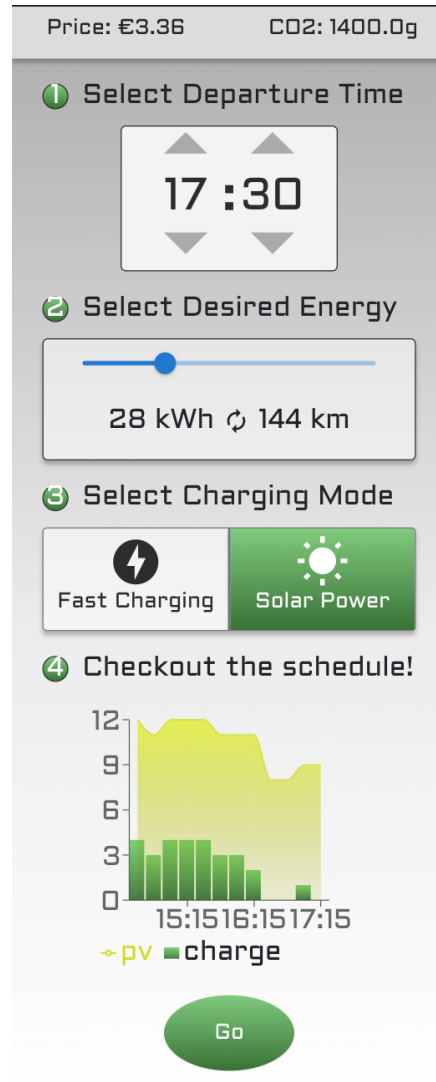 Price: €3.36 CO2: 1400.0g
1 Select Departure Time
17 :30
2 Select Desired Energy
28 kWh 144 km
3 Select Charging Mode
Fast Charging Solar Power
4 Checkout the schedule!
12
9
6
3
0
15:15 16:15 17:15
pv charge
Go